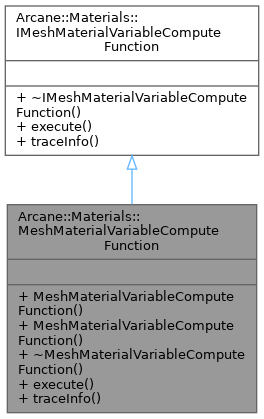 Arcane::Materials::
IMeshMaterialVariableCompute
Function
+ ~IMeshMaterialVariableCompute
Function()
+ execute()
+ traceInfo()
Arcane::Materials::
MeshMaterialVariableCompute
Function
+ MeshMaterialVariableCompute
Function()
+ MeshMaterialVariableCompute
Function()
+ ~MeshMaterialVariableCompute
Function()
+ execute()
+ traceInfo()